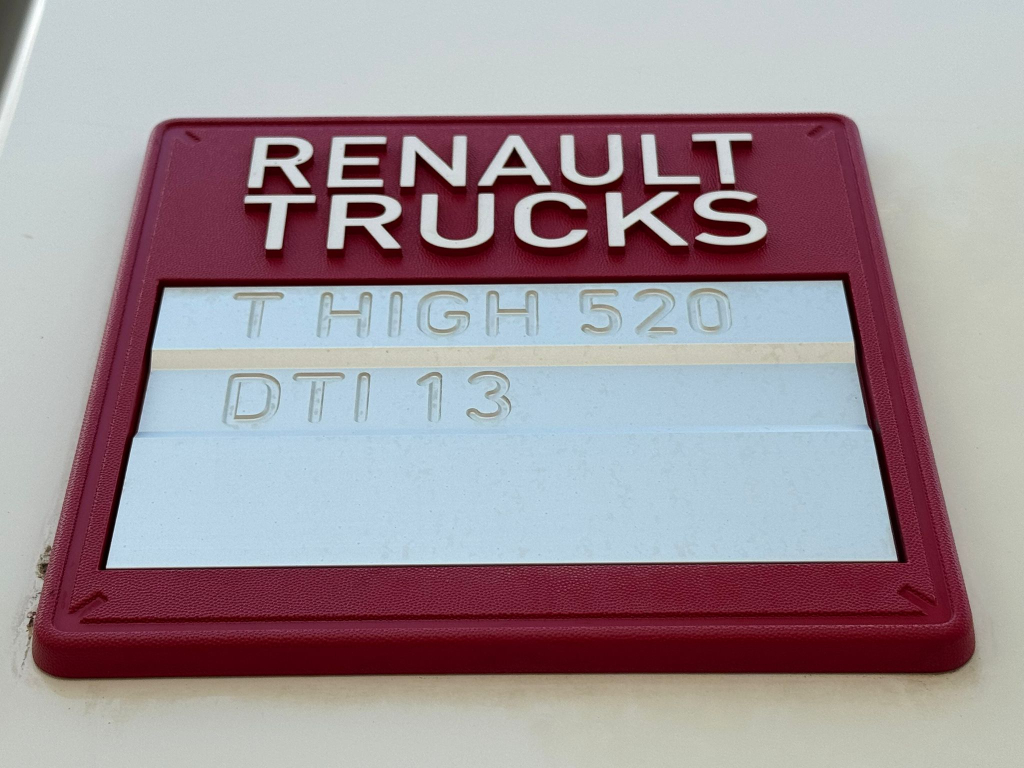 RENAULT
TRUCKS
T HIGH 520
DTI 13